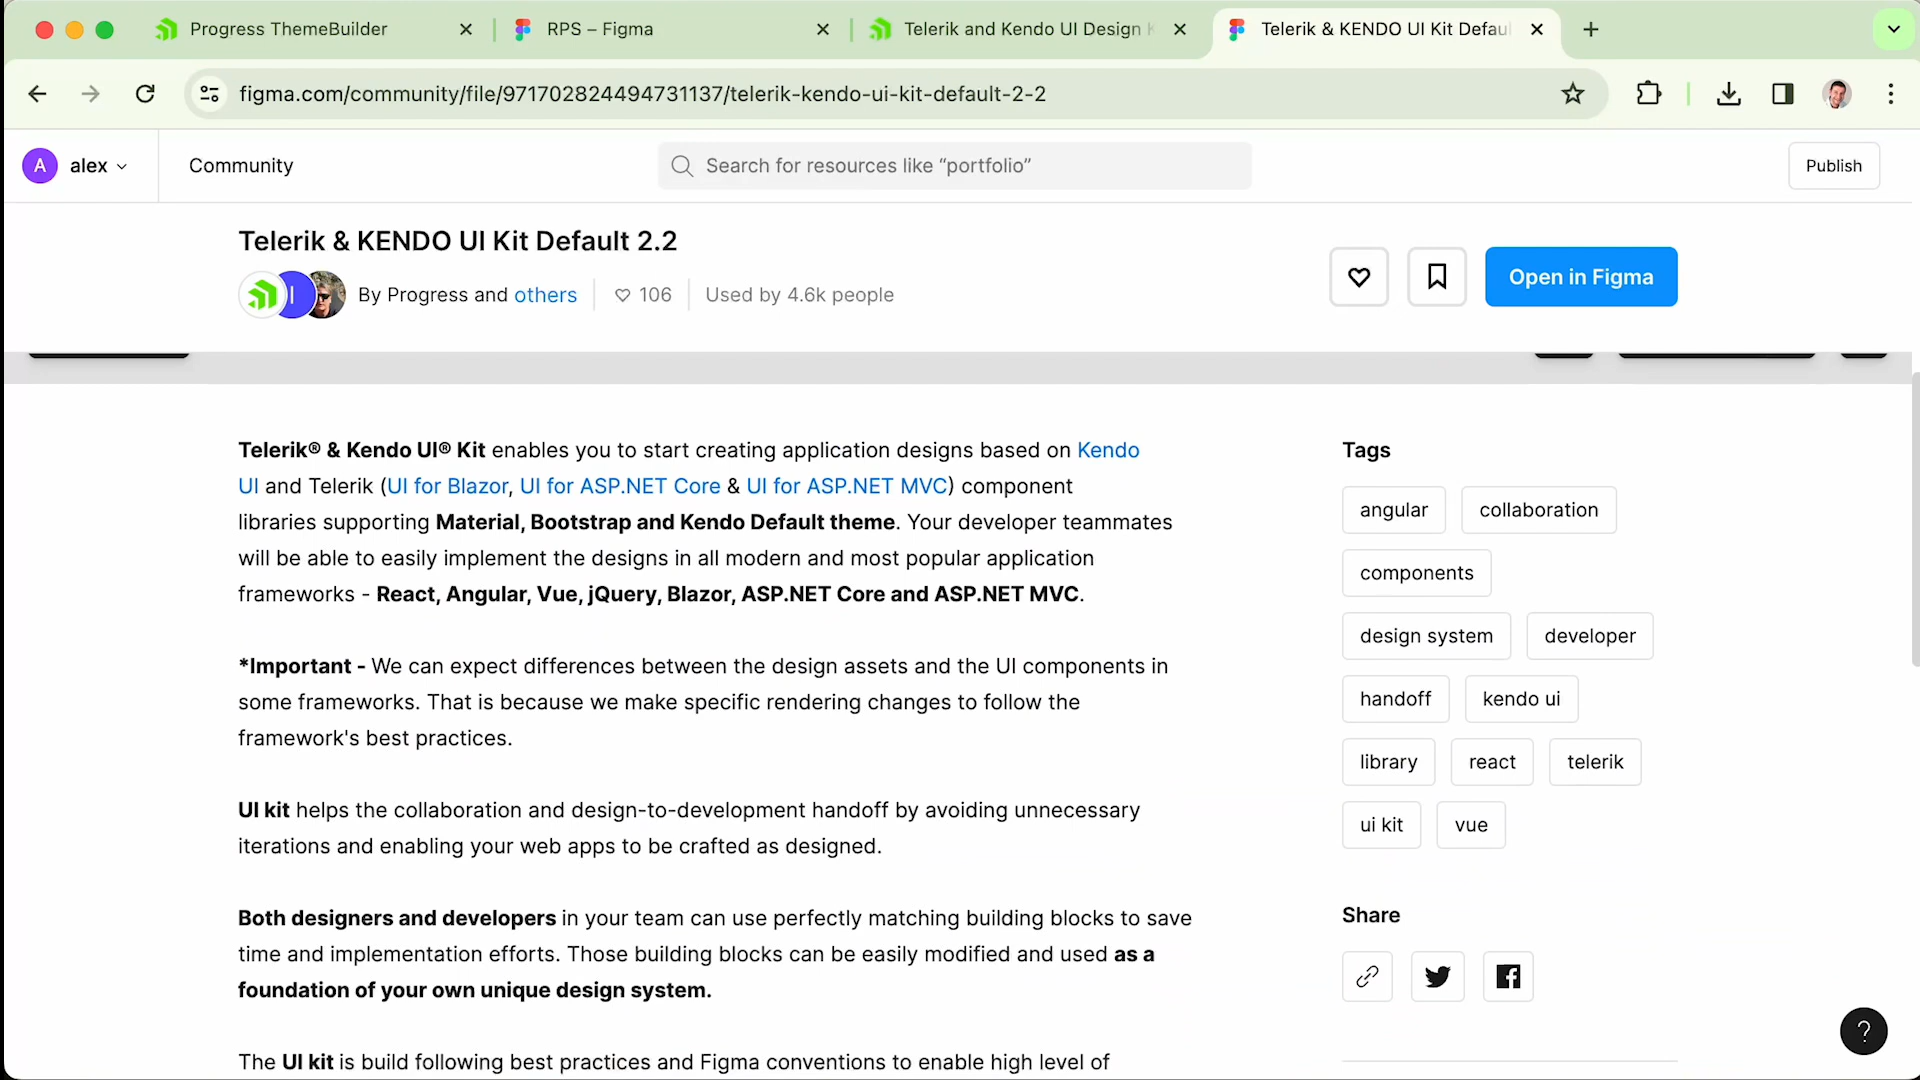 Progress ThemeBuilder
RPS – Figma
Telerik and Kendo UI Design
Telerik & KENDO UI Kit Defau
figma.com/community/file/971702824494731137/telerik-kendo-ui-kit-default-2-2
A
alex
Community
Search for resources like “portfolio”
Publish
Telerik & KENDO UI Kit Default 2.2
By Progress and others
106
Used by 4.6k people
Open in Figma
Telerik® & Kendo UI® Kit enables you to start creating application designs based on Kendo
UI and Telerik (UI for Blazor, UI for ASP.NET Core & UI for ASP.NET MVC) component
libraries supporting Material, Bootstrap and Kendo Default theme. Your developer teammates
will be able to easily implement the designs in all modern and most popular application
frameworks - React, Angular, Vue, jQuery, Blazor, ASP.NET Core and ASP.NET MVC.
*Important - We can expect differences between the design assets and the UI components in
some frameworks. That is because we make specific rendering changes to follow the
framework's best practices.
UI kit helps the collaboration and design-to-development handoff by avoiding unnecessary
iterations and enabling your web apps to be crafted as designed.
Both designers and developers in your team can use perfectly matching building blocks to save
time and implementation efforts. Those building blocks can be easily modified and used as a
foundation of your own unique design system.
The UI kit is build following best practices and Figma conventions to enable high level of
Tags
angular
collaboration
components
design system
developer
handoff
kendo ui
library
react
telerik
ui kit
vue
Share
?